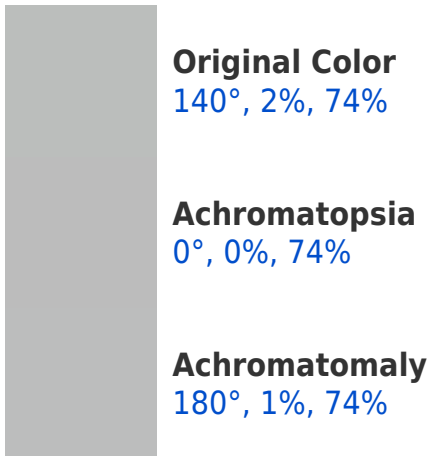 Original Color
140°, 2%, 74%
Achromatopsia
0°, 0%, 74%
Achromatomaly
180°, 1%, 74%